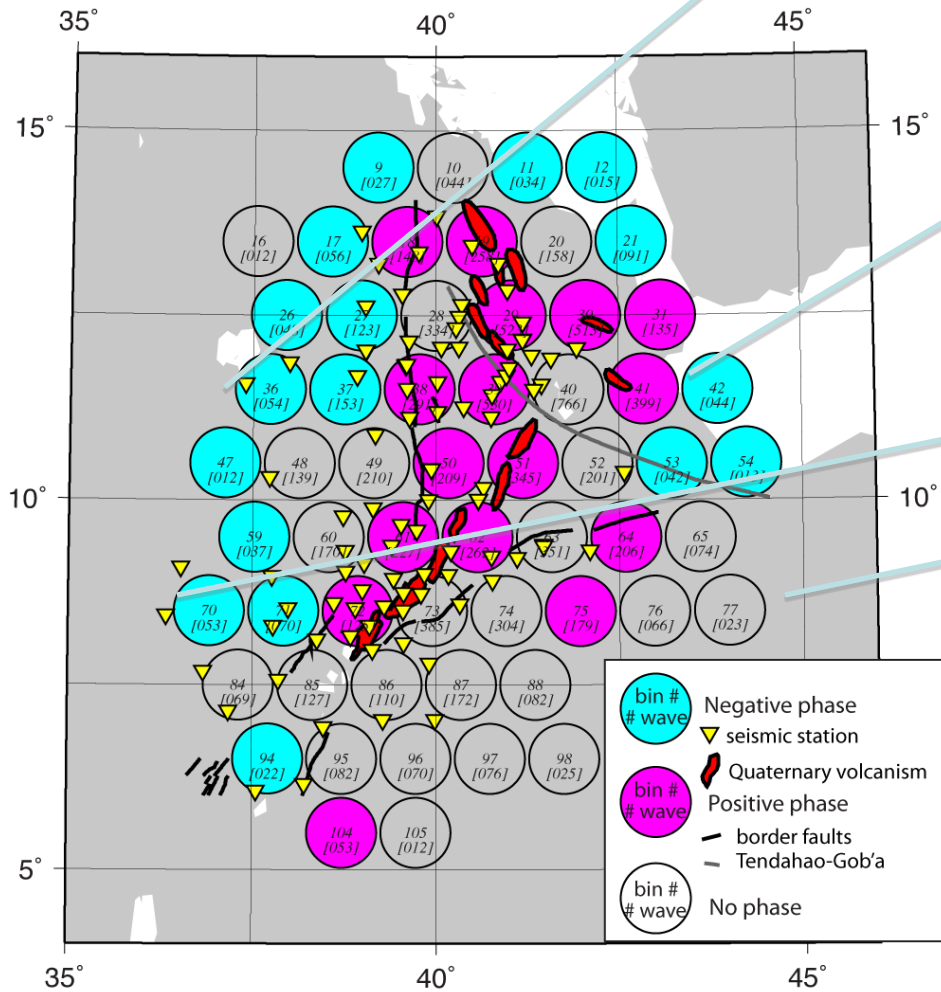 35° 40° 45°
15° 15°
9 10 11 12
[027] [044] [034] [015]
16 17 20 21
[012] [056] [158] [091]
26 28 29 30 31
[123] [334] [135]
36 37 40 41 42
[054] [153] [766] [399] [044]
47 48 49 50 51 52 53 54
[012] [139] [210] [209] [345] [201] [042]
10° 10°
59 60 64 65
[037] [206] [074]
70 73 74 75 76 77
[053] [385] [304] [179] [066] [023]
84 85 86 87 88
[069] [127] [110] [172] [082]
94 95 96 97 98
[022] [082] [070] [076] [025]
104 105
[053] [012]
5°
35° 40° 45°
bin #
# wave
Negative phase
seismic station
Quaternary volcanism
bin #
# wave
Positive phase
border faults
Tendahao-Gob'a
bin #
# wave
No phase